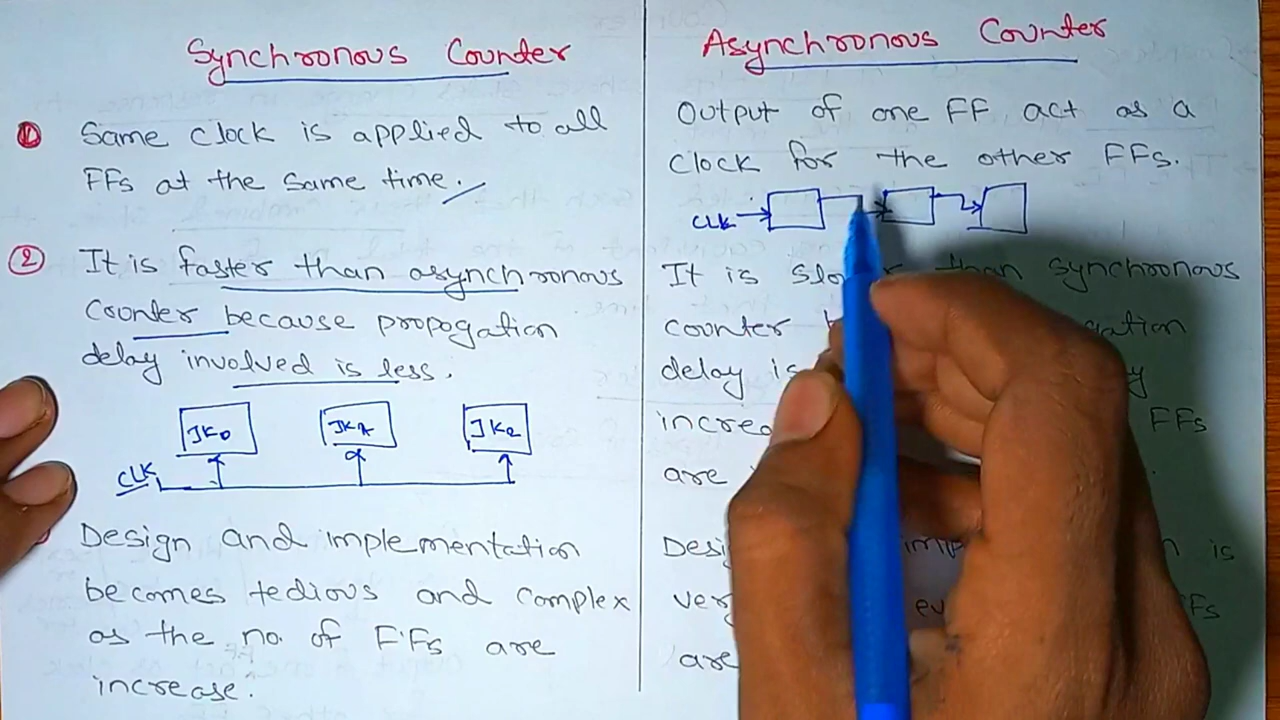 Synchronous Counter
① Same clock is applied to all
FFs at the same time.
② It is faster than asynchronous
Counter because propogation
delay involved is less.
JK0 JK1 JK2
CLK
Design and implementation
becomes tedious and complex
as the no. of FFs are
increase.
Asynchronous Counter
Output of one FF act as a
clock for the other FFs.
CLK
It is than synchronous
counter
delay is
FFs
are
is
are